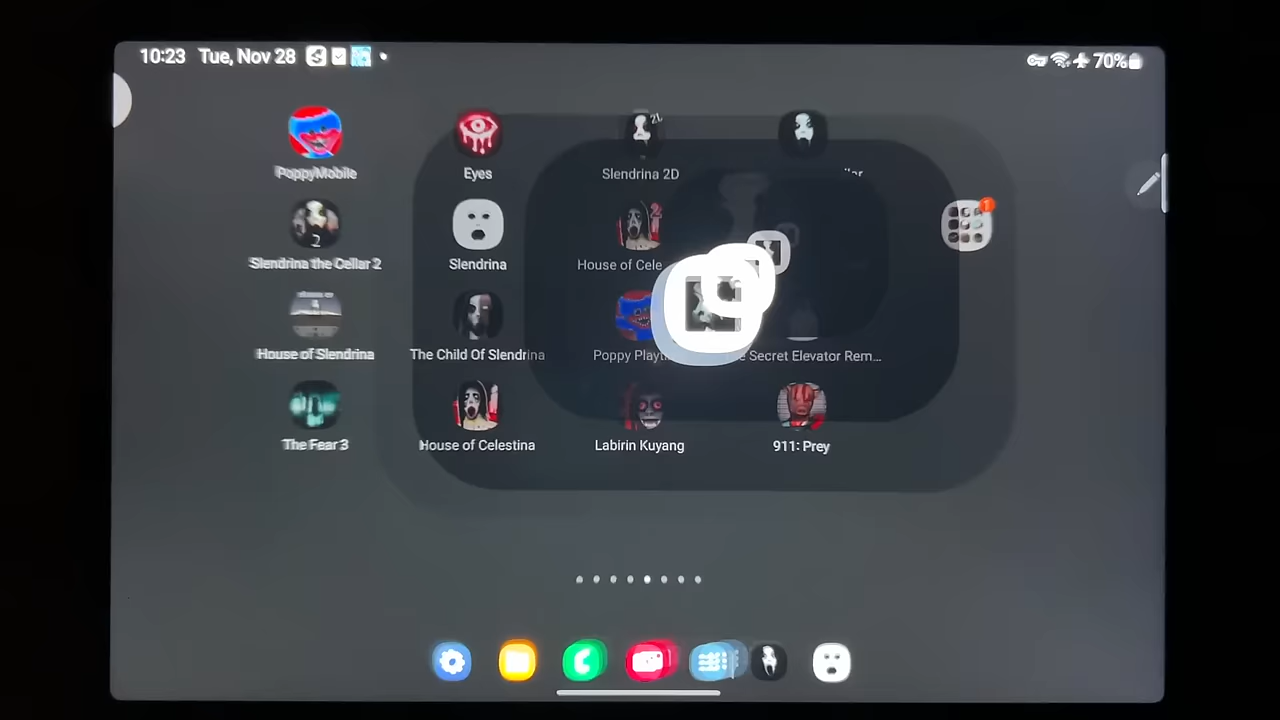 10:23 Tue, Nov 28 70%
PoppyMobile Eyes Slendrina 2D
Slendrina the Cellar 2 Slendrina House of Cele
House of Slendrina The Child Of Slendrina Poppy Secret Elevator Rem...
The Fear 3 House of Celestina Labirin Kuyang 911: Prey